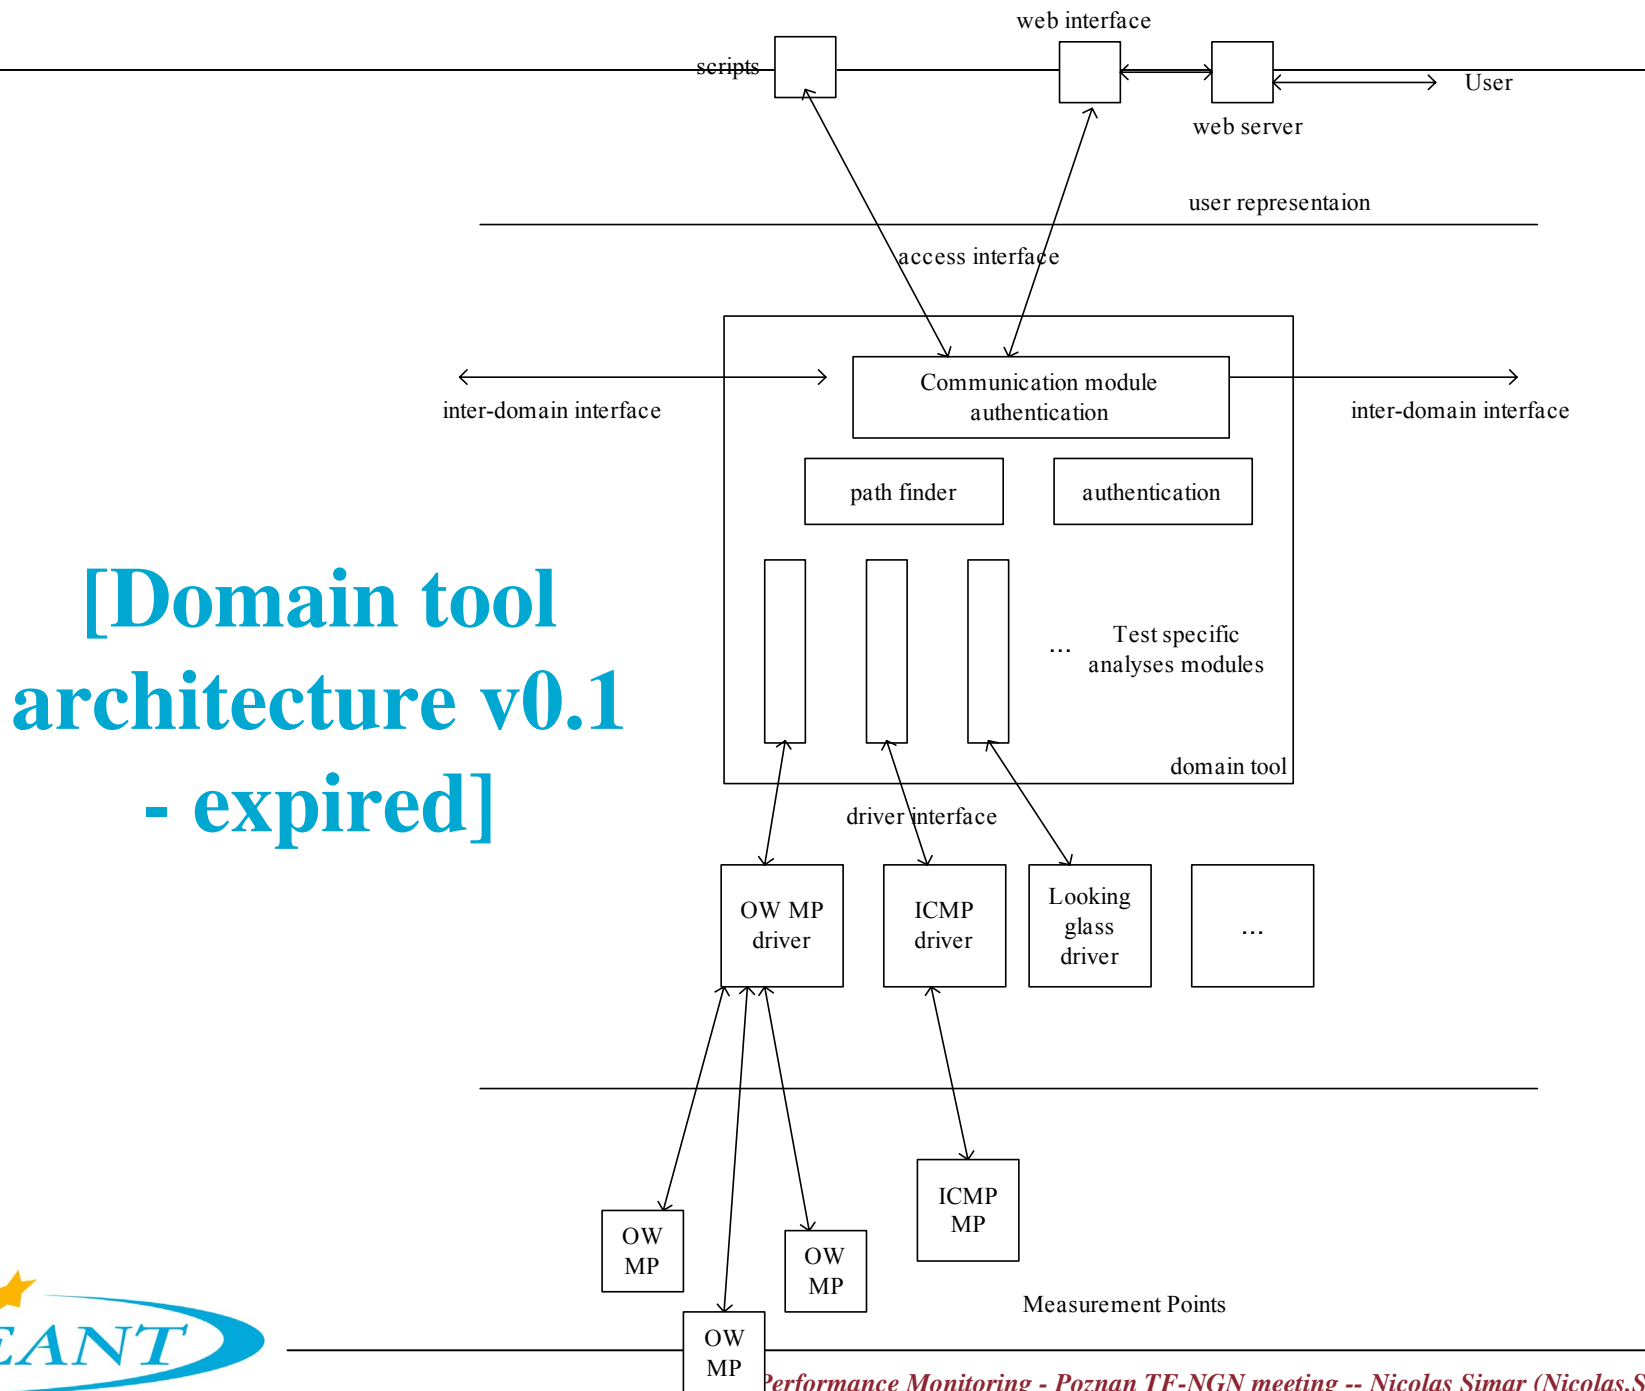 web interface
scripts
User
web server
user representaion
access interface
Communication module
authentication
inter-domain interface
inter-domain interface
path finder
authentication
[Domain tool
architecture v0.1
- expired]
... Test specific
analyses modules
domain tool
driver interface
OW MP
driver
ICMP
driver
Looking
glass
driver
...
ICMP
MP
OW
MP
OW
MP
Measurement Points
OW
MP
EANT
Performance Monitoring - Poznan TF-NGN meeting -- Nicolas Simar (Nicolas.S